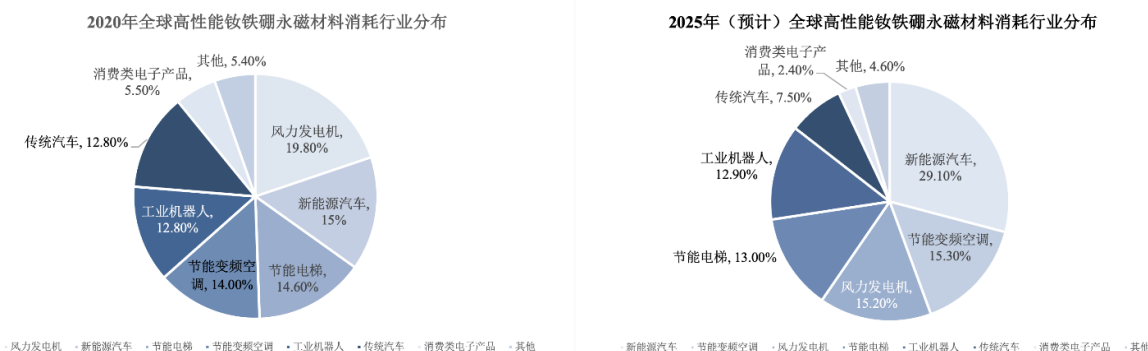 2020年全球高性能钕铁硼永磁材料消耗行业分布
其他, 5.40%
消费类电子产品,
5.50%
传统汽车, 12.80%
风力发电机,
19.80%
工业机器人,
12.80%
新能源汽车,
15%
节能变频空
调, 14.00%
节能电梯,
14.60%
风力发电机
新能源汽车
节能电梯
节能变频空调
工业机器人
传统汽车
消费类电子产品
其他
2025年（预计）全球高性能钕铁硼永磁材料消耗行业分布
消费类电子产
品, 2.40%
其他, 4.60%
传统汽车, 7.50%
工业机器人,
12.90%
新能源汽车,
29.10%
节能电梯, 13.00%
节能变频空调,
15.30%
风力发电机,
15.20%
新能源汽车
节能变频空调
风力发电机
节能电梯
工业机器人
传统汽车
消费类电子产品
其